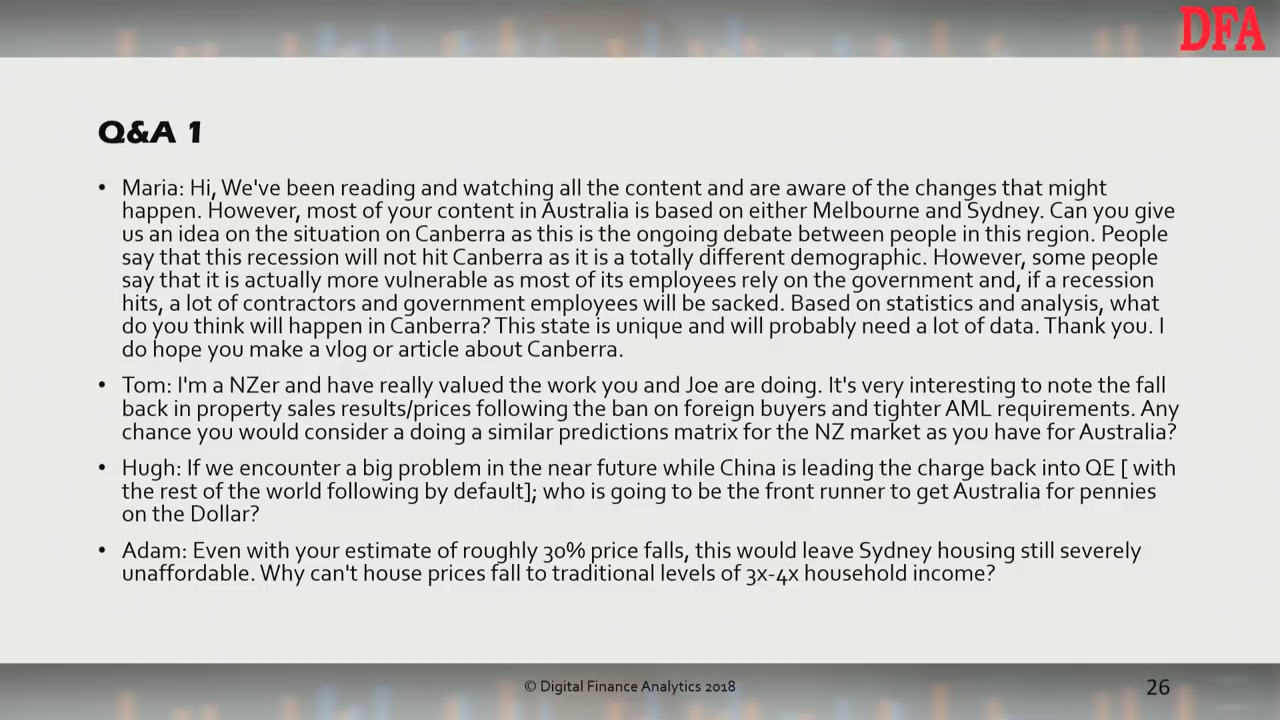 DFA
Q&A 1
• Maria: Hi, We've been reading and watching all the content and are aware of the changes that might
happen. However, most of your content in Australia is based on either Melbourne and Sydney. Can you give
us an idea on the situation on Canberra as this is the ongoing debate between people in this region. People
say that this recession will not hit Canberra as it is a totally different demographic. However, some people
say that it is actually more vulnerable as most of its employees rely on the government and, if a recession
hits, a lot of contractors and government employees will be sacked. Based on statistics and analysis, what
do you think will happen in Canberra? This state is unique and will probably need a lot of data. Thank you. I
do hope you make a vlog or article about Canberra.
• Tom: I'm a NZer and have really valued the work you and Joe are doing. It's very interesting to note the fall
back in property sales results/prices following the ban on foreign buyers and tighter AML requirements. Any
chance you would consider a doing a similar predictions matrix for the NZ market as you have for Australia?
• Hugh: If we encounter a big problem in the near future while China is leading the charge back into QE [ with
the rest of the world following by default]; who is going to be the front runner to get Australia for pennies
on the Dollar?
• Adam: Even with your estimate of roughly 30% price falls, this would leave Sydney housing still severely
unaffordable. Why can't house prices fall to traditional levels of 3x-4x household income?
© Digital Finance Analytics 2018
26